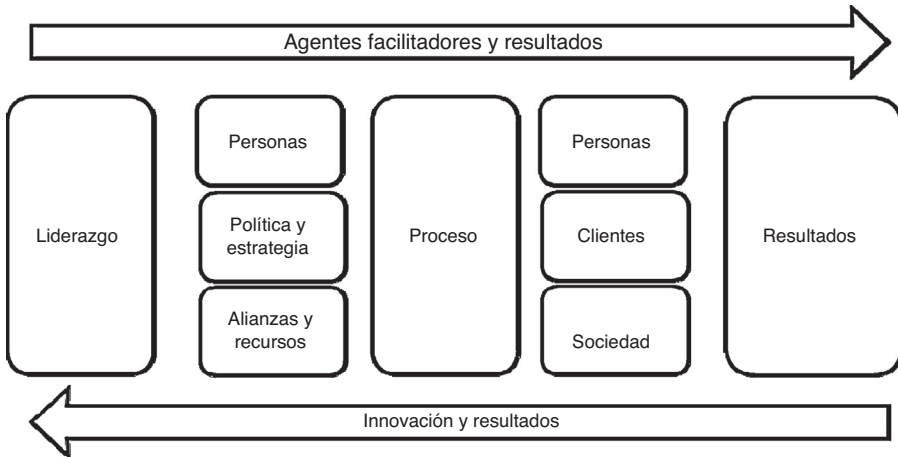 Agentes facilitadores y resultados
Liderazgo
Personas
Política y
estrategia
Alianzas y
recursos
Proceso
Personas
Clientes
Sociedad
Resultados
Innovación y resultados